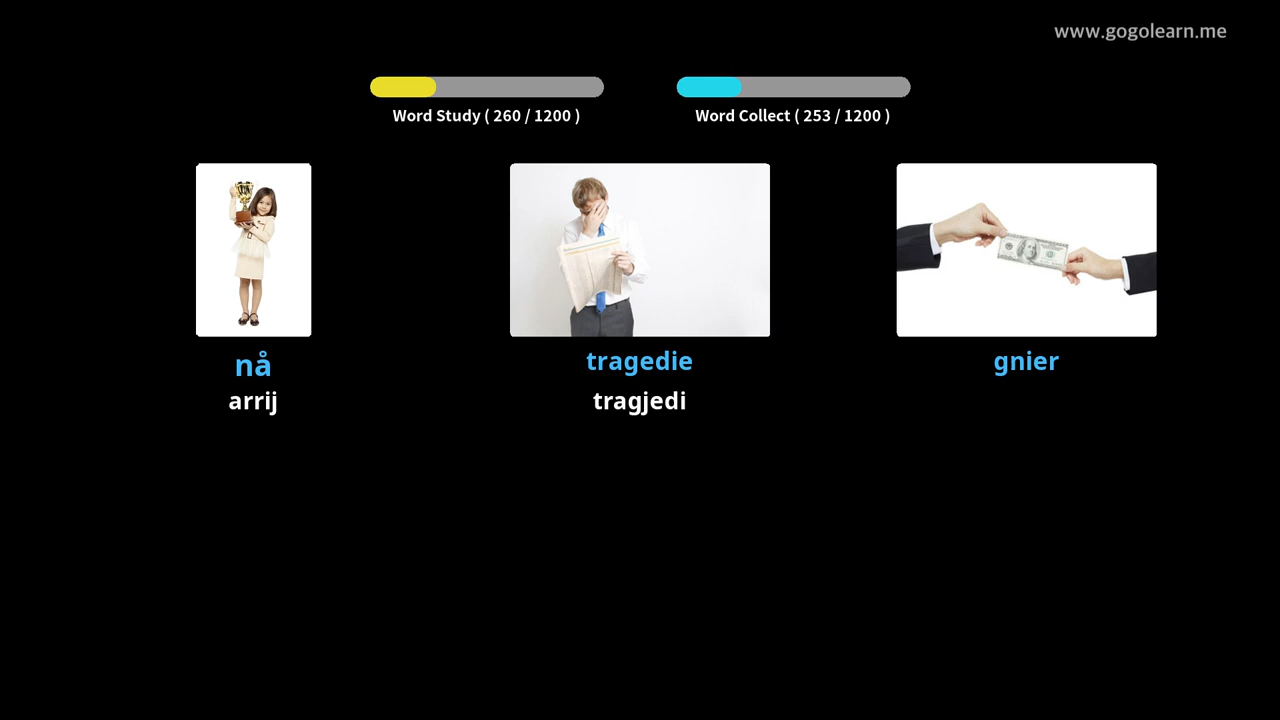 www.gogolearn.me
Word Study ( 260 / 1200 )
Word Collect ( 253 / 1200 )
nå
tragedie
gnier
arrij
tragjedi